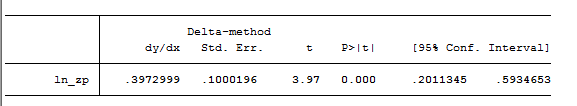 Delta-method
dy/dx Std. Err. t P>|t| [95% Conf. Interval]
ln_zp .3972999 .1000196 3.97 0.000 .2011345 .5934653